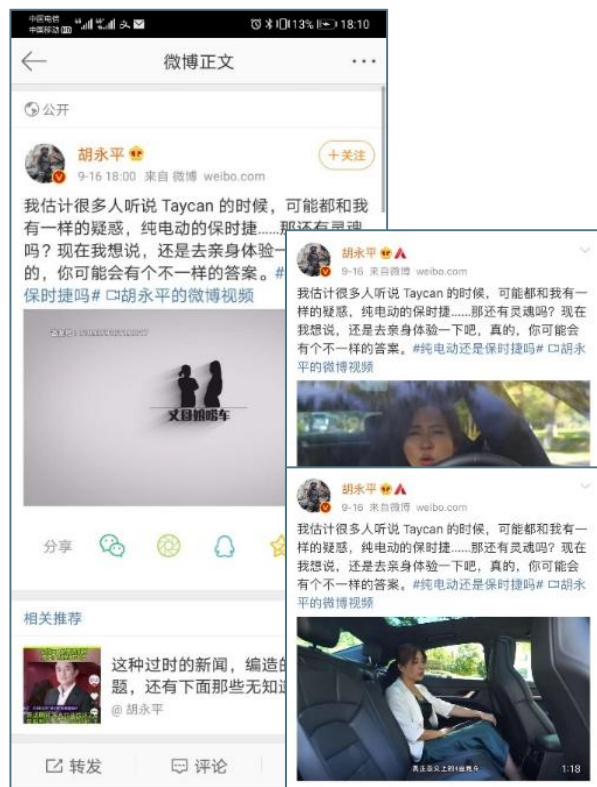 中国电信
中国移动 HD
13%
18:10
微博正文
公开
胡永平
+关注
9-16 18:00 来自 微博 weibo.com
我估计很多人听说 Taycan 的时候，可能都和我
有一样的疑惑，纯电动的保时捷......那还有灵魂
吗？现在我想说，还是去亲身体验一
的，你可能会有个不一样的答案。#
保时捷吗# 胡永平的微博视频
丈母娘唠车
分享
相关推荐
这种过时的新闻，编造的
题，还有下面那些无知
@ 胡永平
转发
评论
胡永平
9-16 来自 微博 weibo.com
我估计很多人听说 Taycan 的时候，可能都和我有一
样的疑惑，纯电动的保时捷......那还有灵魂吗？现在
我想说，还是去亲身体验一下吧，真的，你可能会
有个不一样的答案。#纯电动还是保时捷吗# 胡永
平的微博视频
胡永平
9-16 来自 微博 weibo.com
我估计很多人听说 Taycan 的时候，可能都和我有一
样的疑惑，纯电动的保时捷......那还有灵魂吗？现在
我想说，还是去亲身体验一下吧，真的，你可能会
有个不一样的答案。#纯电动还是保时捷吗# 胡永
平的微博视频
真正意义上的4座跑车
1:18